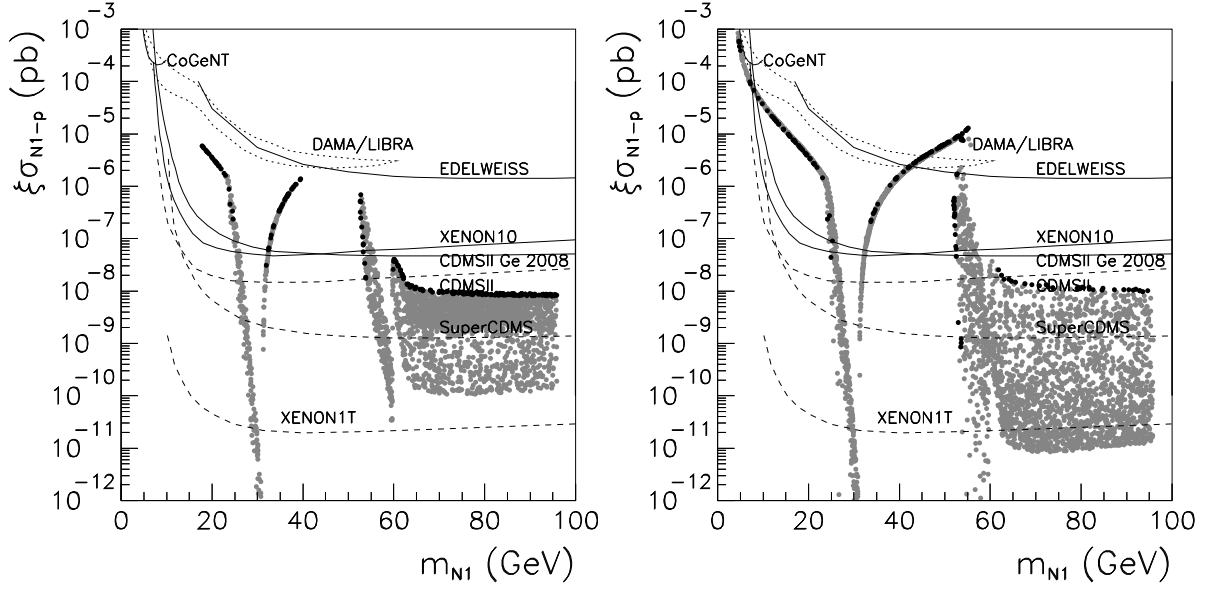 10^-3
10^-4
10^-5
10^-6
10^-7
10^-8
10^-9
10^-10
10^-11
10^-12
ξσN1-p (pb)
CoGeNT
DAMA/LIBRA
EDELWEISS
XENON10
CDMSII Ge 2008
CDMSII
SuperCDMS
XENON1T
0 20 40 60 80 100
mN1 (GeV)
10^-3
10^-4
10^-5
10^-6
10^-7
10^-8
10^-9
10^-10
10^-11
10^-12
ξσN1-p (pb)
CoGeNT
DAMA/LIBRA
EDELWEISS
XENON10
CDMSII Ge 2008
CDMSII
SuperCDMS
XENON1T
0 20 40 60 80 100
mN1 (GeV)